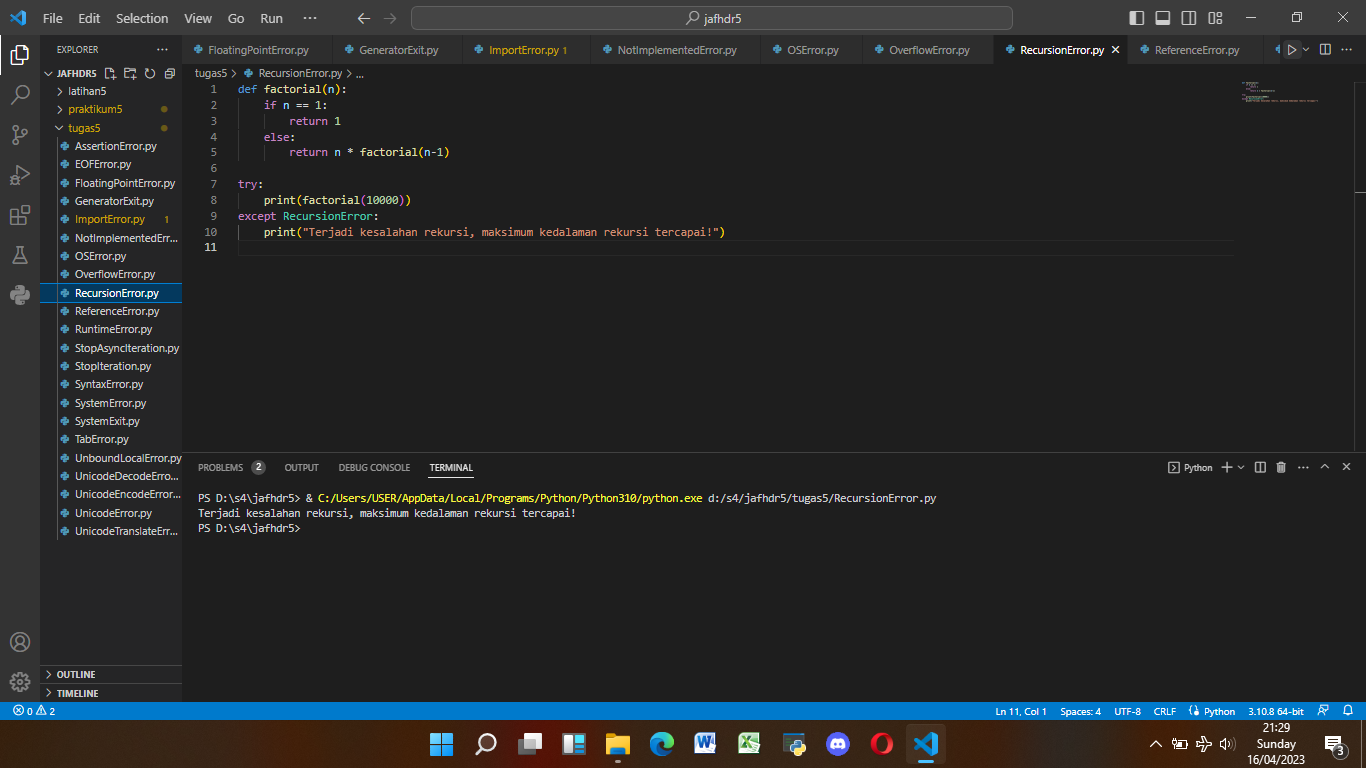 File Edit Selection View Go Run ··· jafhdr5
EXPLORER ···
FloatingPointError.py GeneratorExit.py ImportError.py 1 NotImplementedError.py OSError.py OverflowError.py RecursionError.py ReferenceError.py
JAFHDR5
latihan5
praktikum5
tugas5
AssertionError.py
EOFError.py
FloatingPointError.py
GeneratorExit.py
ImportError.py 1
NotImplementedErr...
OSError.py
OverflowError.py
RecursionError.py
ReferenceError.py
RuntimeError.py
StopAsyncIteration.py
StopIteration.py
SyntaxError.py
SystemError.py
SystemExit.py
TabError.py
UnboundLocalError.py
UnicodeDecodeErro...
UnicodeEncodeError...
UnicodeError.py
UnicodeTranslateErr...
OUTLINE
TIMELINE
tugas5 > RecursionError.py > ...
1 def factorial(n):
2 if n == 1:
3 return 1
4 else:
5 return n * factorial(n-1)
6
7 try:
8 print(factorial(10000))
9 except RecursionError:
10 print("Terjadi kesalahan rekursi, maksimum kedalaman rekursi tercapai!")
11
PROBLEMS 2 OUTPUT DEBUG CONSOLE TERMINAL Python
PS D:\s4\jafhdr5> & C:/Users/USER/AppData/Local/Programs/Python/Python310/python.exe d:/s4/jafhdr5/tugas5/RecursionError.py
Terjadi kesalahan rekursi, maksimum kedalaman rekursi tercapai!
PS D:\s4\jafhdr5>
0 2 Ln 11, Col 1 Spaces: 4 UTF-8 CRLF Python 3.10.8 64-bit
21:29
Sunday
16/04/2023
3